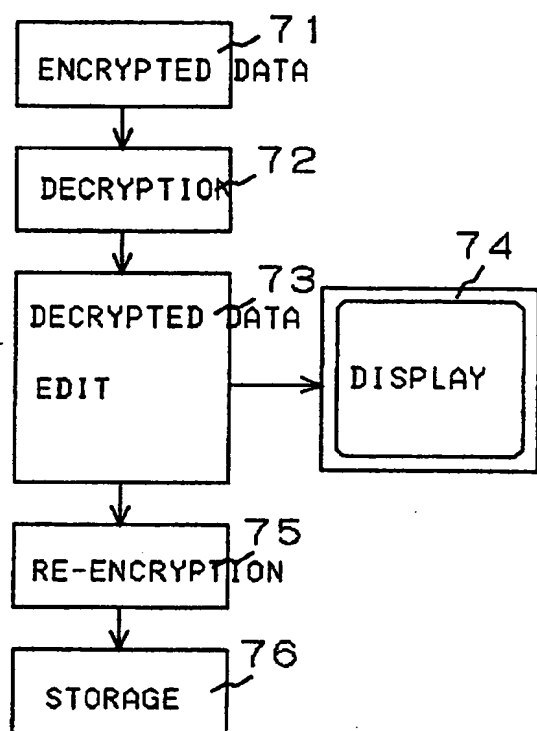 71
ENCRYPTED DATA
72
DECRYPTION
73
DECRYPTED DATA
EDIT
74
DISPLAY
75
RE-ENCRYPTION
76
STORAGE